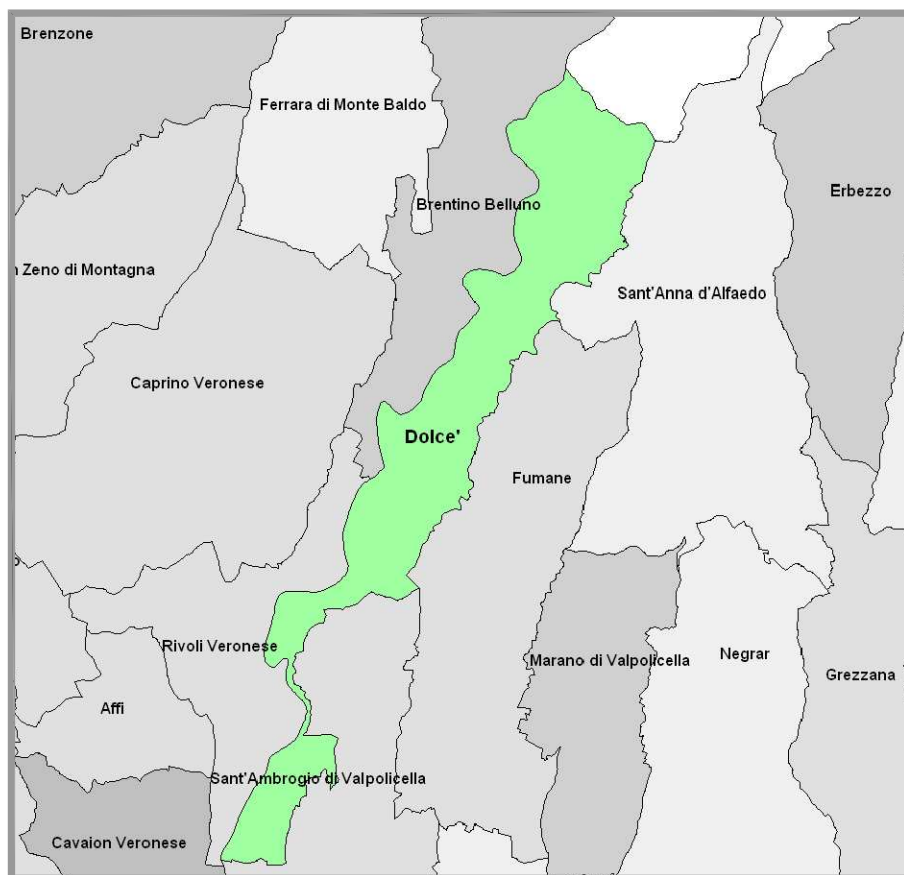 Brenzone
Ferrara di Monte Baldo
Erbezzo
Brentino Belluno
n Zeno di Montagna
Sant'Anna d'Alfaedo
Caprino Veronese
Dolce'
Fumane
o
Rivoli Veronese
Marano di Valpolicella
Negrar
Grezzana
Affi
Sant'Ambrogio di Valpolicella
Cavaion Veronese